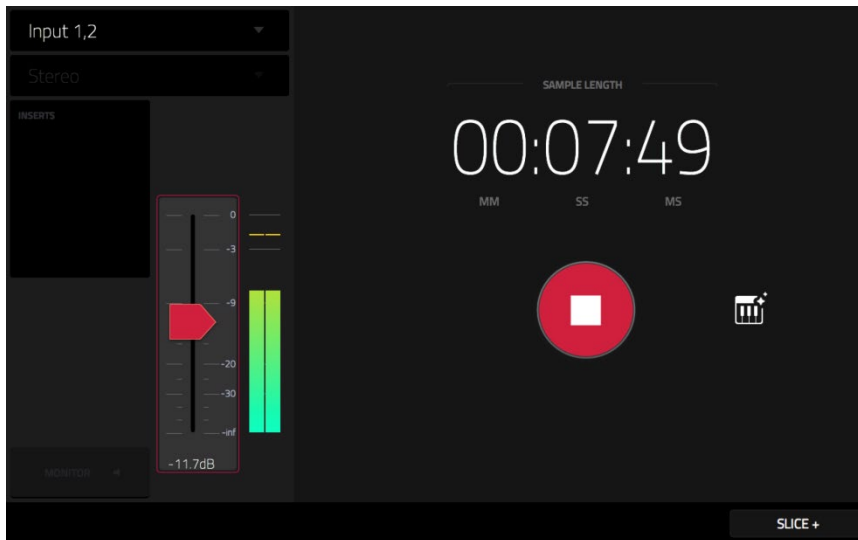 Input 1,2
Stereo
INSERTS
0
-3
-9
-20
-30
-inf
-11.7dB
MONITOR
SAMPLE LENGTH
00:07:49
MM SS MS
SLICE +